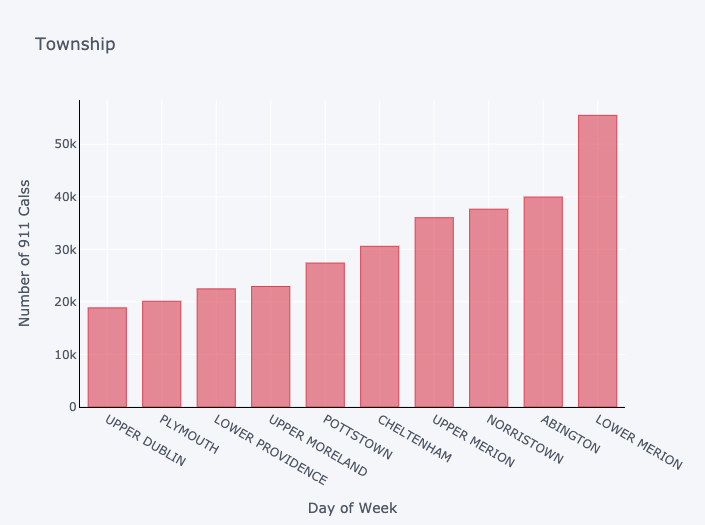 Township
Number of 911 Calss
50k
40k
30k
20k
10k
0
UPPER DUBLIN
PLYMOUTH
LOWER PROVIDENCE
UPPER MORELAND
POTTSTOWN
CHELTENHAM
UPPER MERION
NORRISTOWN
ABINGTON
LOWER MERION
Day of Week